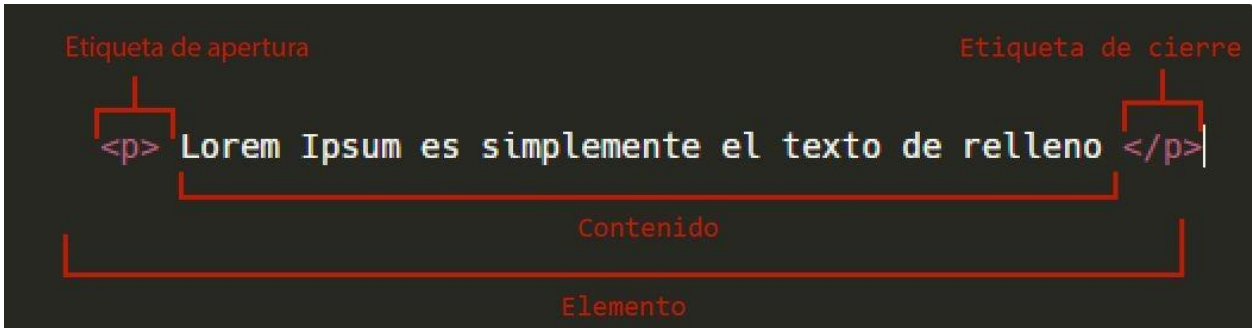 Etiqueta de apertura
Etiqueta de cierre
<p> Lorem Ipsum es simplemente el texto de relleno </p>
Contenido
Elemento